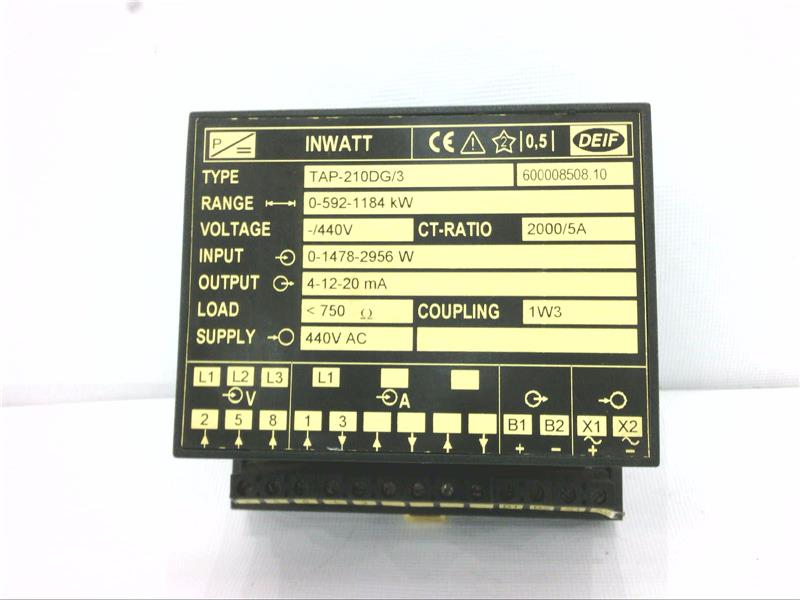 P INWATT CE 2 0,5 DEIF
TYPE TAP-210DG/3 600008508.10
RANGE 0-592-1184 kW
VOLTAGE -/440V CT-RATIO 2000/5A
INPUT 0-1478-2956 W
OUTPUT 4-12-20 mA
LOAD < 750 Ω COUPLING 1W3
SUPPLY 440V AC
L1 L2 L3 L1
V A
2 5 8 1 3 B1 B2 X1 X2
+ - ~ ~
+ -